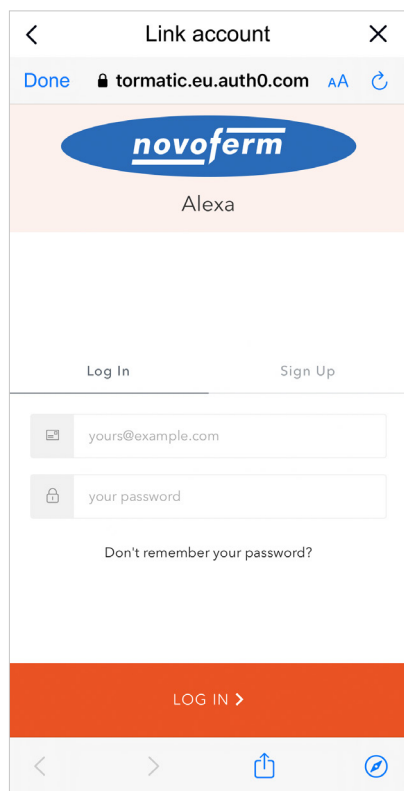 Link account
Done tormatic.eu.auth0.com AA
novoferm
Alexa
Log In Sign Up
yours@example.com
your password
Don't remember your password?
LOG IN